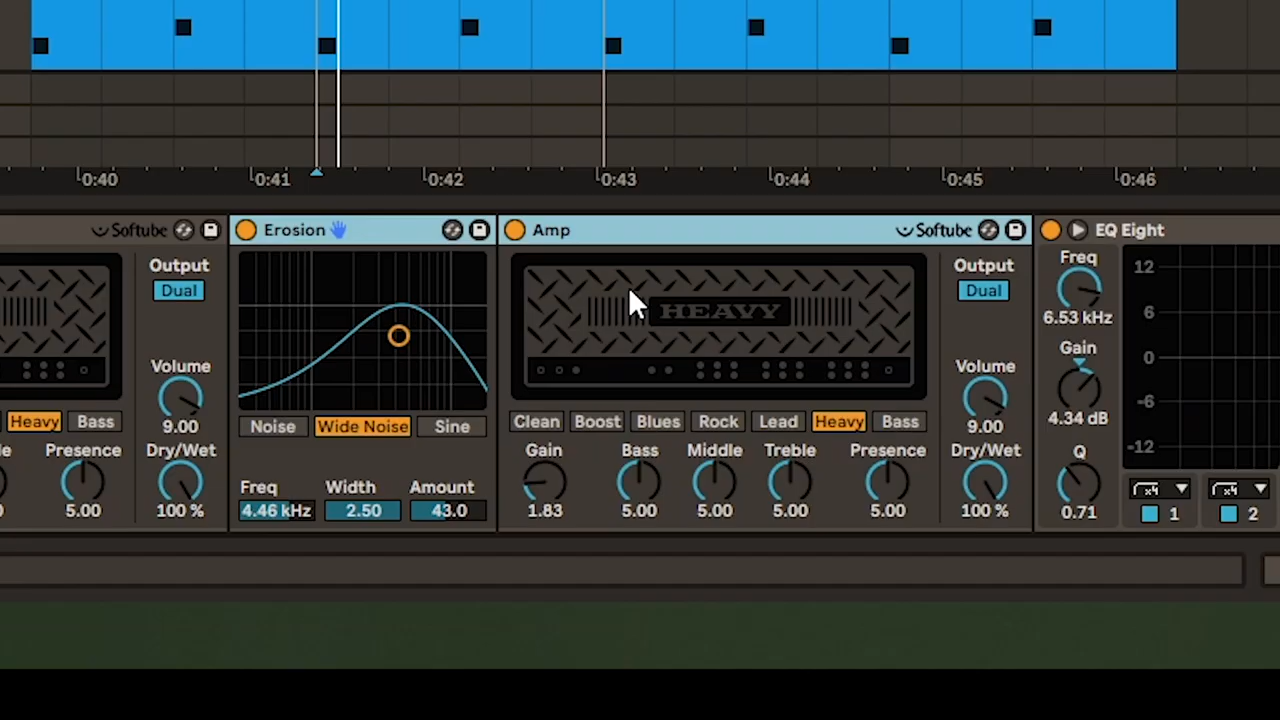 0:40 0:41 0:42 0:43 0:44 0:45 0:46
Softube Erosion Amp Softube EQ Eight
Output
Dual
Volume
9.00
Heavy Bass
Presence Dry/Wet
5.00 100 %
Noise Wide Noise Sine
Freq Width Amount
4.46 kHz 2.50 43.0
HEAVY
Clean Boost Blues Rock Lead Heavy Bass
Gain Bass Middle Treble Presence
1.83 5.00 5.00 5.00 5.00
Output
Dual
Volume
9.00
Dry/Wet
100 %
Freq
6.53 kHz
Gain
4.34 dB
Q
0.71
12
6
0
-6
-12
x4 x4
1 2